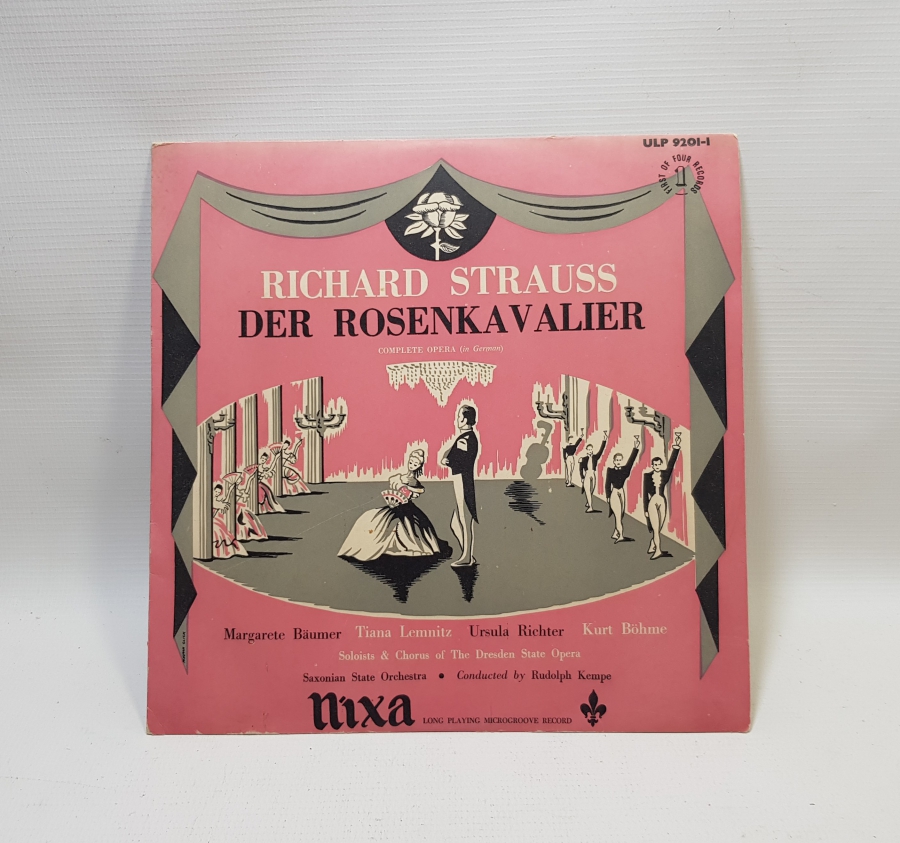 ULP 9201-1
FIRST OF FOUR RECORDS
1
RICHARD STRAUSS
DER ROSENKAVALIER
COMPLETE OPERA (in German)
Margarete Bäumer Tiana Lemnitz Ursula Richter Kurt Böhme
Soloists & Chorus of The Dresden State Opera
Saxonian State Orchestra • Conducted by Rudolph Kempe
nixa LONG PLAYING MICROGROOVE RECORD